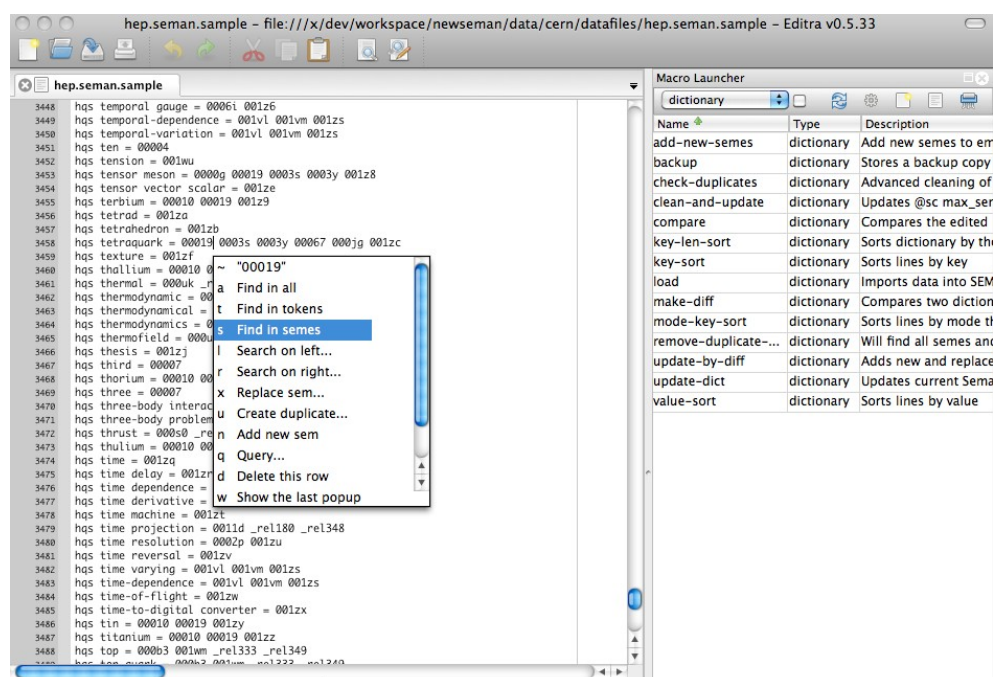 hep.seman.sample – file:///x/dev/workspace/newseman/data/cern/datafiles/hep.seman.sample – Editra v0.5.33
hep.seman.sample
3448 hqs temporal gauge = 0006i 001z6
3449 hqs temporal-dependence = 001vl 001vm 001zs
3450 hqs temporal-variation = 001vl 001vm 001zs
3451 hqs ten = 00004
3452 hqs tension = 001wu
3453 hqs tensor meson = 0000g 00019 0003s 0003y 001z8
3454 hqs tensor vector scalar = 001ze
3455 hqs terbium = 00010 00019 001z9
3456 hqs tetrad = 001za
3457 hqs tetrahedron = 001zb
3458 hqs tetraquark = 00019 0003s 0003y 00067 000jg 001zc
3459 hqs texture = 001zf
3460 hqs thallium = 00010 0
3461 hqs thermal = 000uk _r
3462 hqs thermodynamic = 00
3463 hqs thermodynamical =
3464 hqs thermodynamics = 0
3465 hqs thermofield = 000u
3466 hqs thesis = 001zj
3467 hqs third = 00007
3468 hqs thorium = 00010 00
3469 hqs three = 00007
3470 hqs three-body interac
3471 hqs three-body problem
3472 hqs thrust = 000s0 _re
3473 hqs thulium = 00010 00
3474 hqs time = 001zq
3475 hqs time delay = 001zr
3476 hqs time dependence =
3477 hqs time derivative =
3478 hqs time machine = 001zt
3479 hqs time projection = 0011d _rel180 _rel348
3480 hqs time resolution = 0002p 001zu
3481 hqs time reversal = 001zv
3482 hqs time varying = 001vl 001vm 001zs
3483 hqs time-dependence = 001vl 001vm 001zs
3484 hqs time-of-flight = 001zw
3485 hqs time-to-digital converter = 001zx
3486 hqs tin = 00010 00019 001zy
3487 hqs titanium = 00010 00019 001zz
3488 hqs top = 000b3 001wm _rel333 _rel349
~ "00019"
a Find in all
t Find in tokens
s Find in semes
l Search on left...
r Search on right...
x Replace sem...
u Create duplicate...
n Add new sem
q Query...
d Delete this row
w Show the last popup
Macro Launcher
dictionary
Name Type Description
add-new-semes dictionary Add new semes to em
backup dictionary Stores a backup copy
check-duplicates dictionary Advanced cleaning of
clean-and-update dictionary Updates @sc max_ser
compare dictionary Compares the edited
key-len-sort dictionary Sorts dictionary by the
key-sort dictionary Sorts lines by key
load dictionary Imports data into SEM
make-diff dictionary Compares two diction
mode-key-sort dictionary Sorts lines by mode th
remove-duplicate-... dictionary Will find all semes and
update-by-diff dictionary Adds new and replace
update-dict dictionary Updates current Sema
value-sort dictionary Sorts lines by value